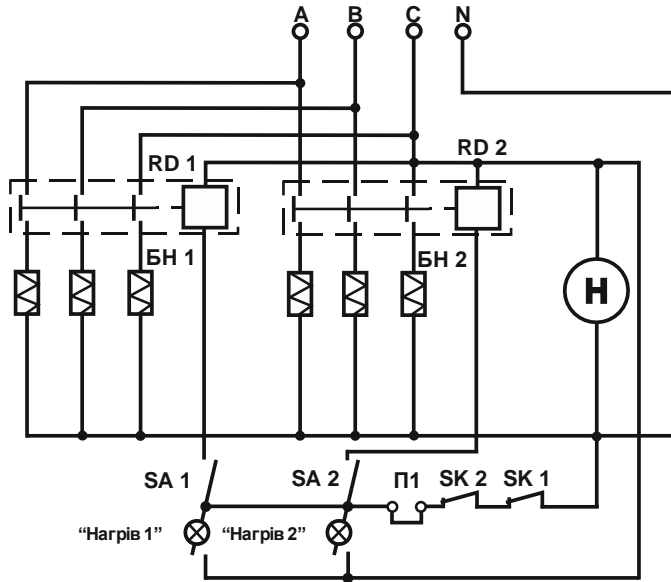 A B C N
RD 1 RD 2
БН 1 БН 2
H
SA 1 SA 2 П1 SK 2 SK 1
“Нагрів 1” “Нагрів 2”